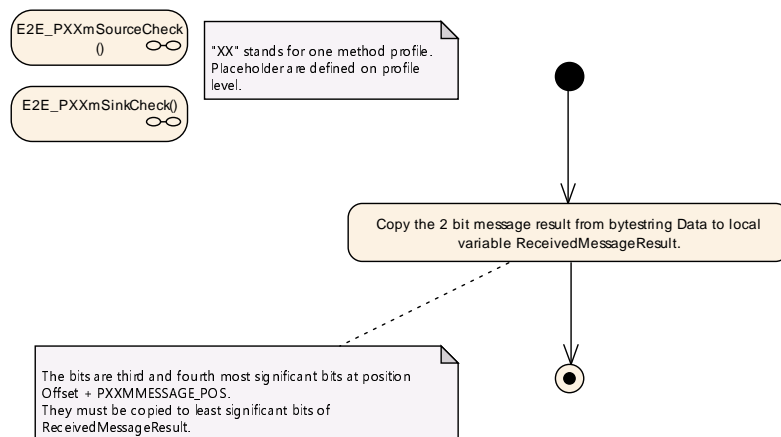 E2E_PXXmSourceCheck
()
E2E_PXXmSinkCheck()
"XX" stands for one method profile.
Placeholder are defined on profile
level.
Copy the 2 bit message result from bytestring Data to local
variable ReceivedMessageResult.
The bits are third and fourth most significant bits at position
Offset + PXXMMESSAGE_POS.
They must be copied to least significant bits of
ReceivedMessageResult.